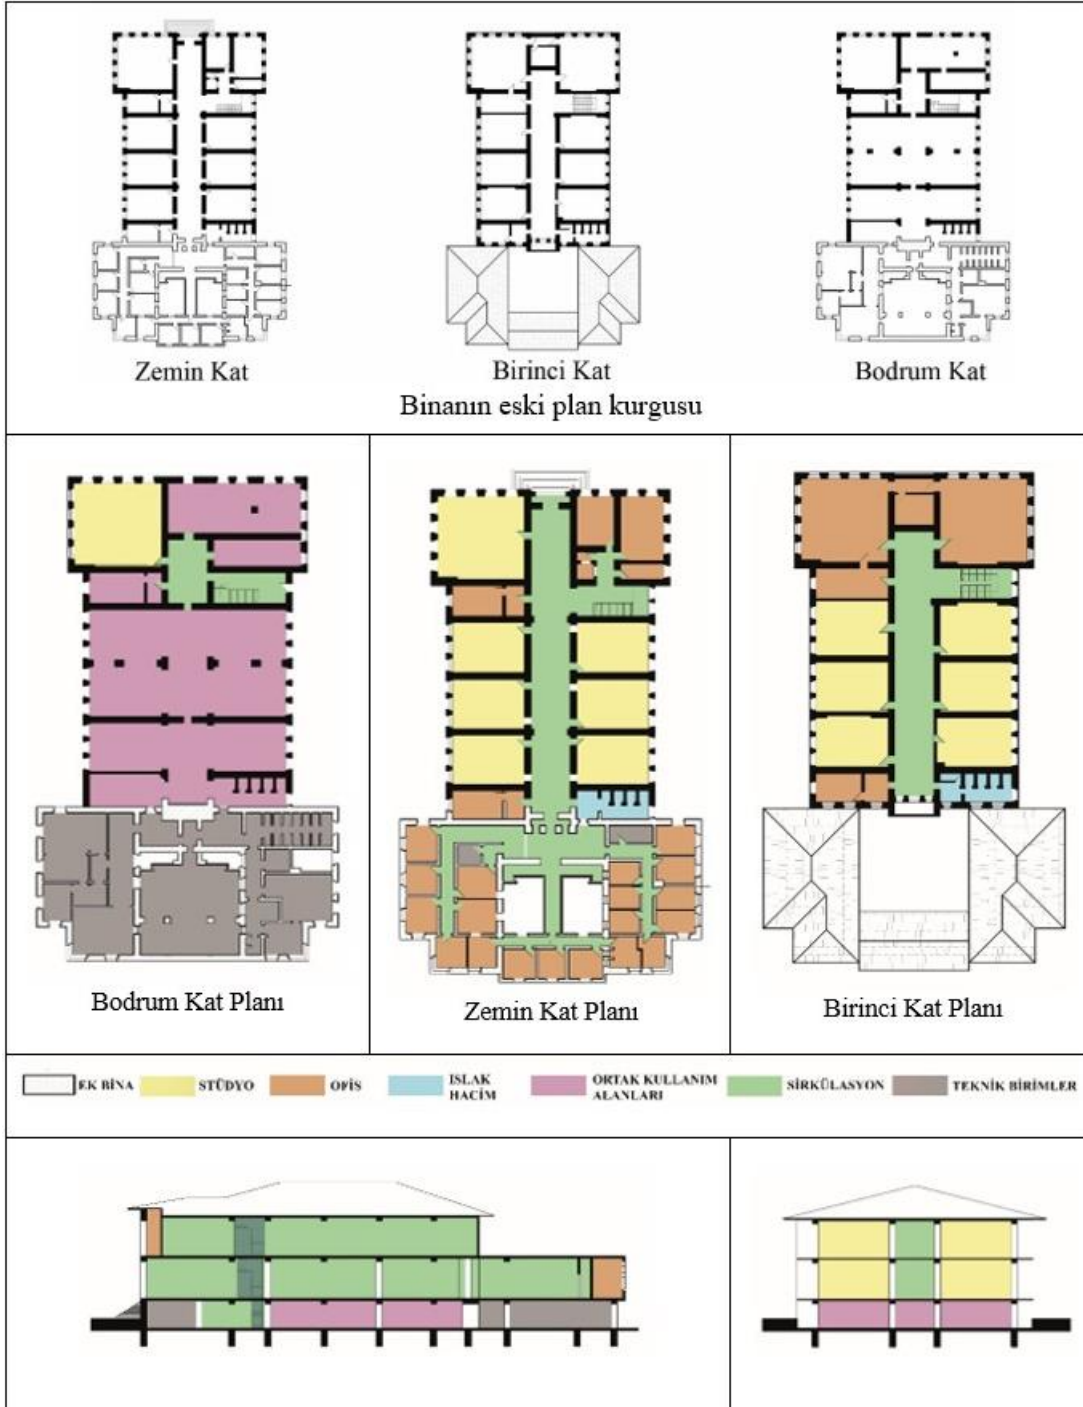 Zemin Kat
Birinci Kat
Bodrum Kat
Binanın eski plan kurgusu
Bodrum Kat Planı
Zemin Kat Planı
Birinci Kat Planı
EK BİNA
STÜDYO
OFİS
ISLAK
HACİM
ORTAK KULLANIM
ALANLARI
SİRKÜLASYON
TEKNİK BİRİMLER